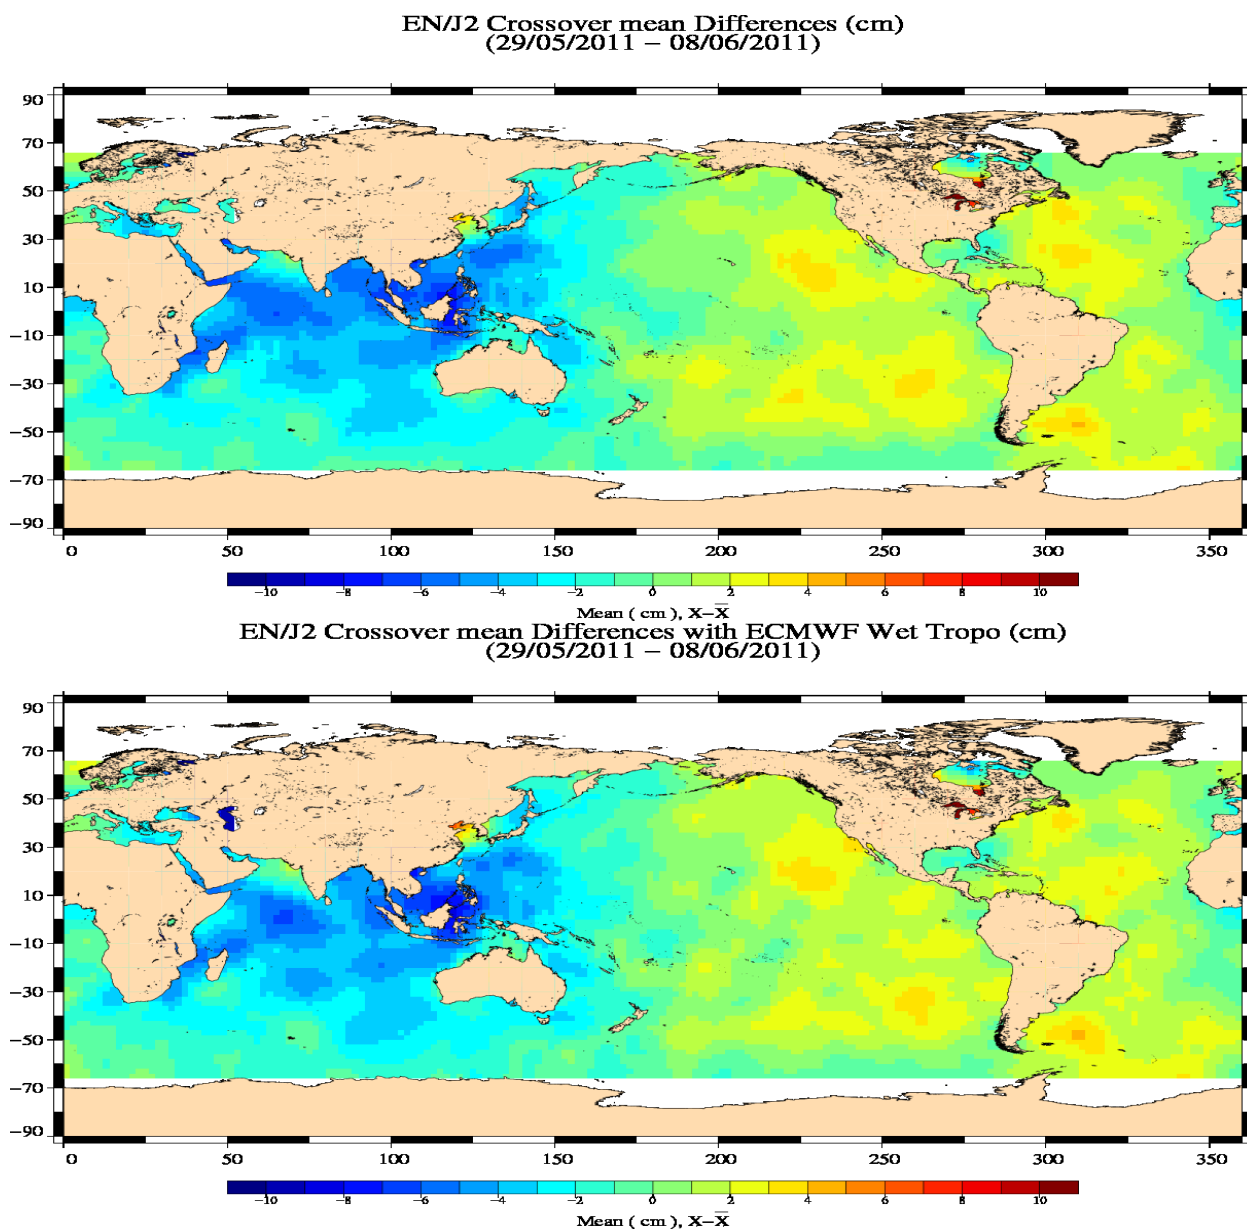 EN/J2 Crossover mean Differences (cm)
(29/05/2011 − 08/06/2011)
90
70
50
30
10
−10
−30
−50
−70
−90
0 50 100 150 200 250 300 350
−10 −8 −6 −4 −2 0 2 4 6 8 10
Mean ( cm ), X−X̅
EN/J2 Crossover mean Differences with ECMWF Wet Tropo (cm)
(29/05/2011 − 08/06/2011)
90
70
50
30
10
−10
−30
−50
−70
−90
0 50 100 150 200 250 300 350
−10 −8 −6 −4 −2 0 2 4 6 8 10
Mean ( cm ), X−X̅